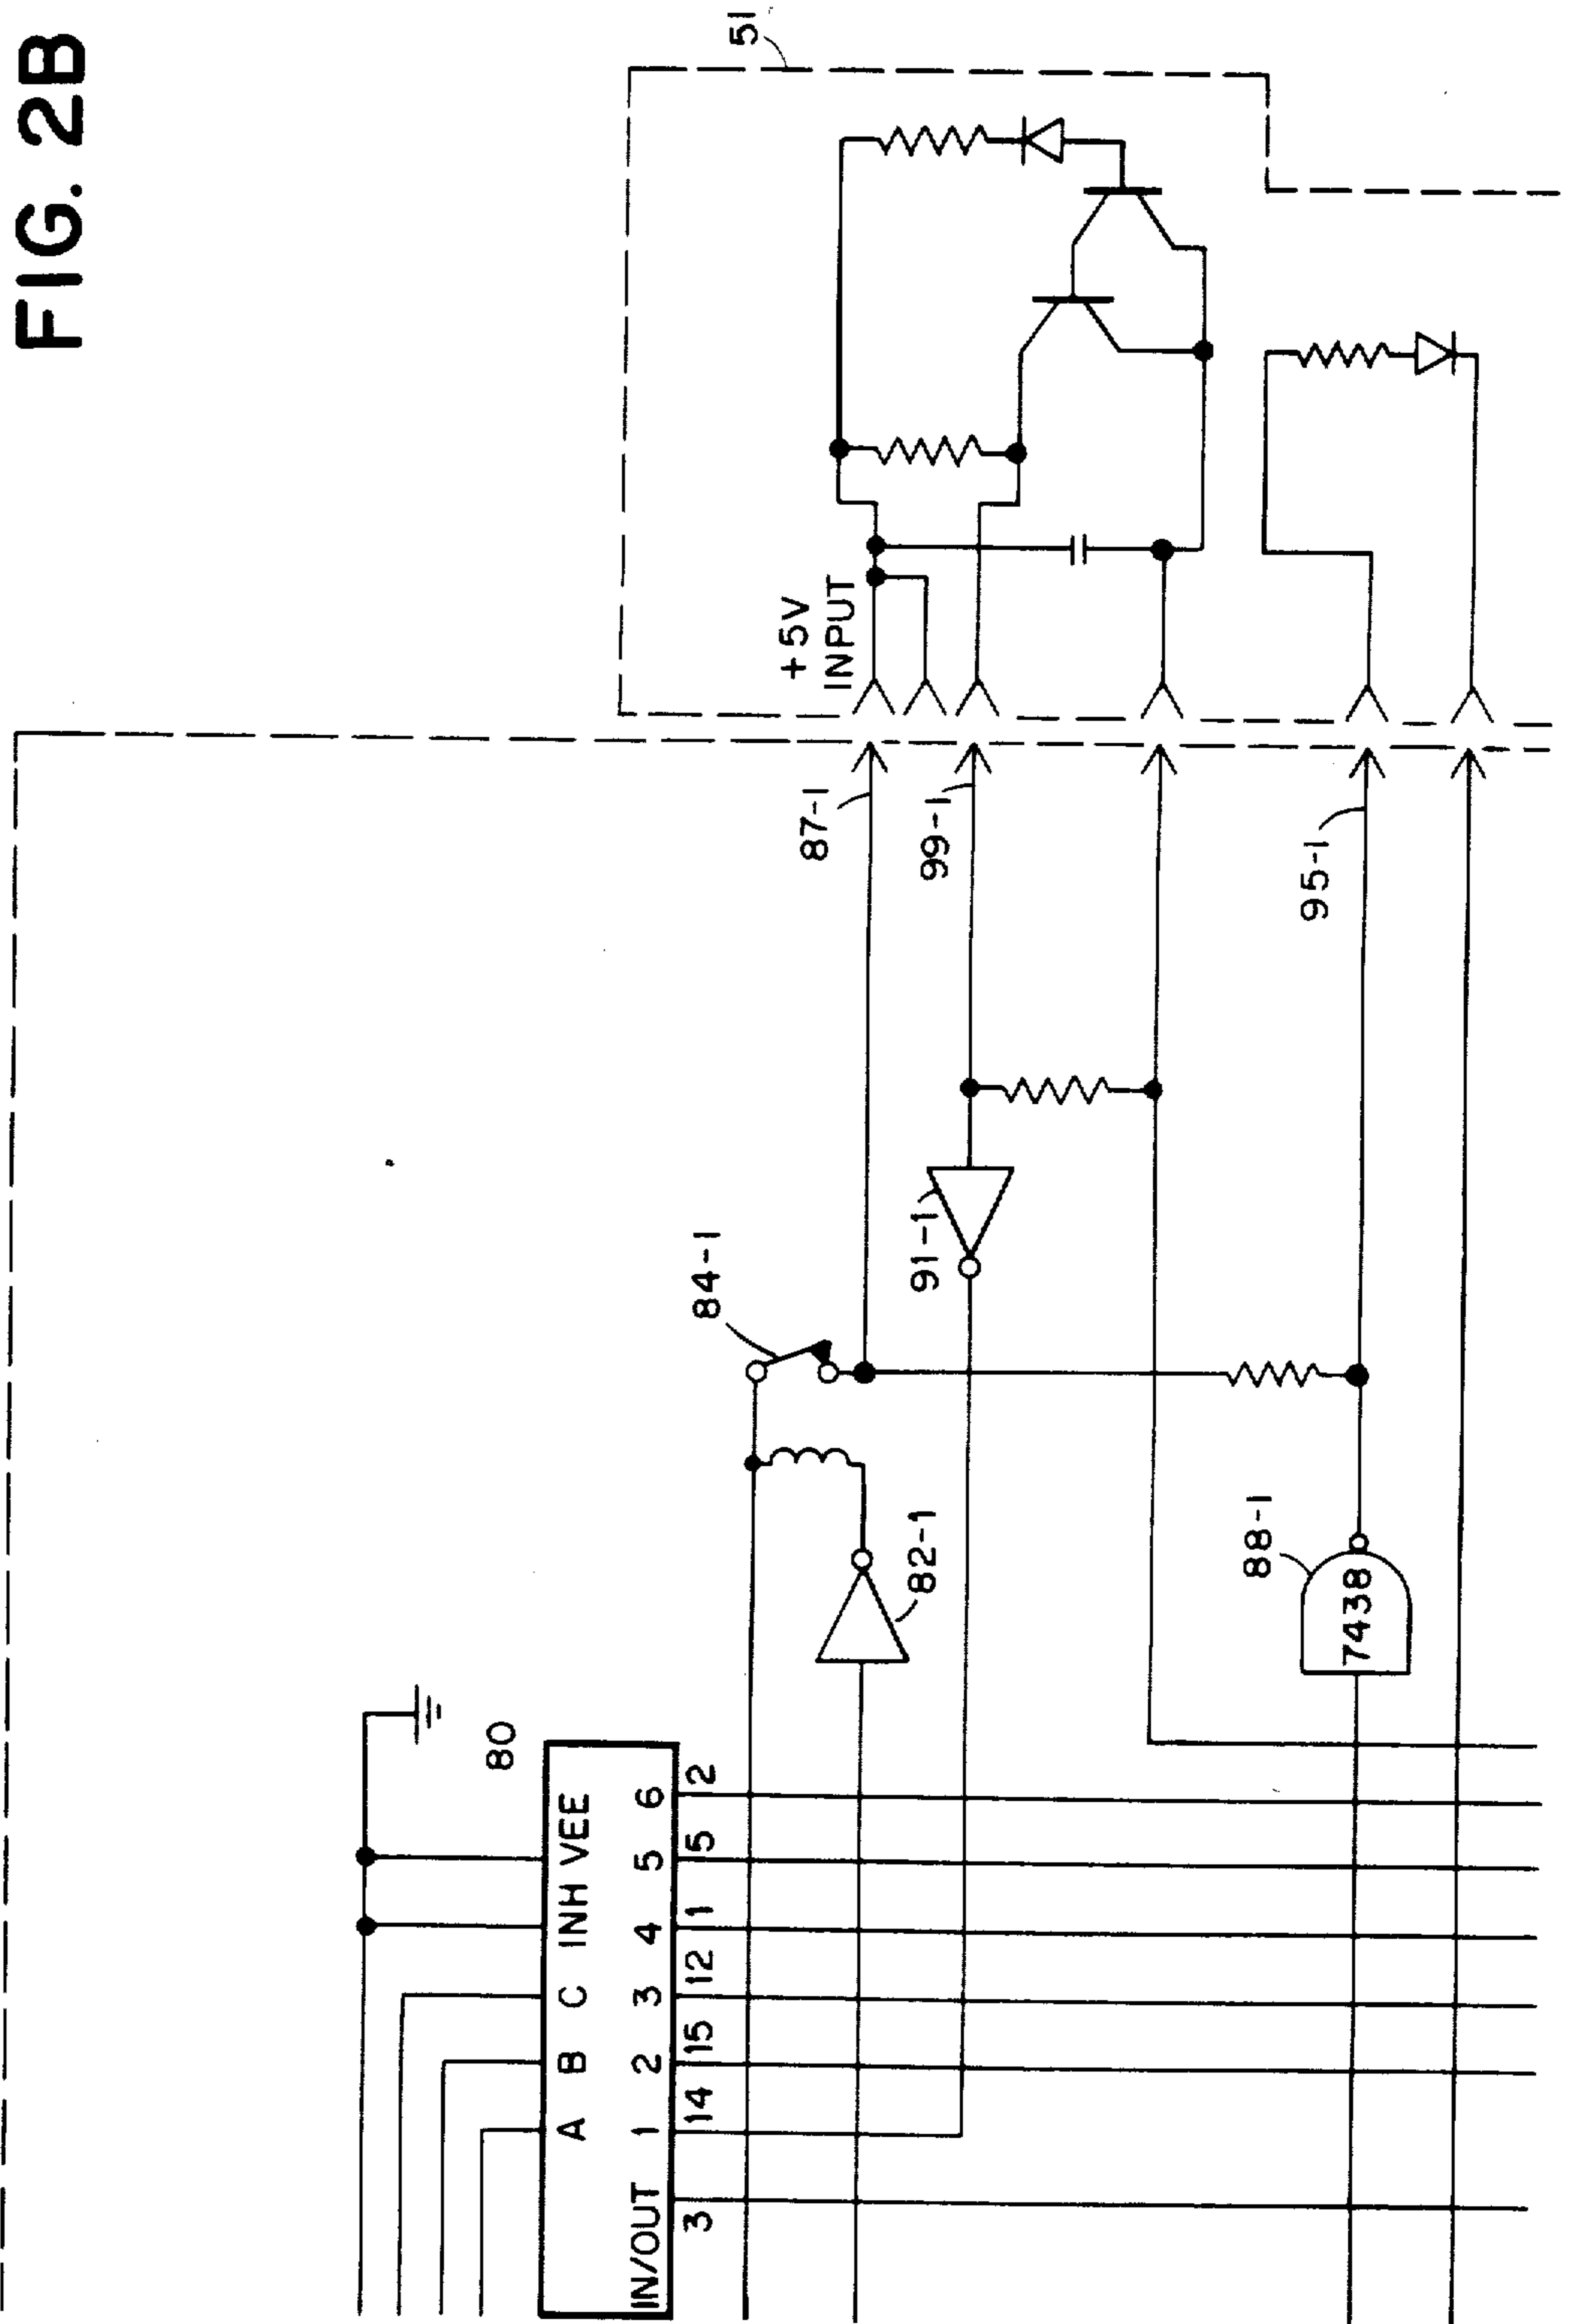 FIG. 2B
51
+5V
INPUT
87-1
99-1
95-1
84-1
91-1
82-1
88-1
7438
80
A B C INH VEE
IN/OUT 1 2 3 4 5 6
3 14 15 12 1 5 2